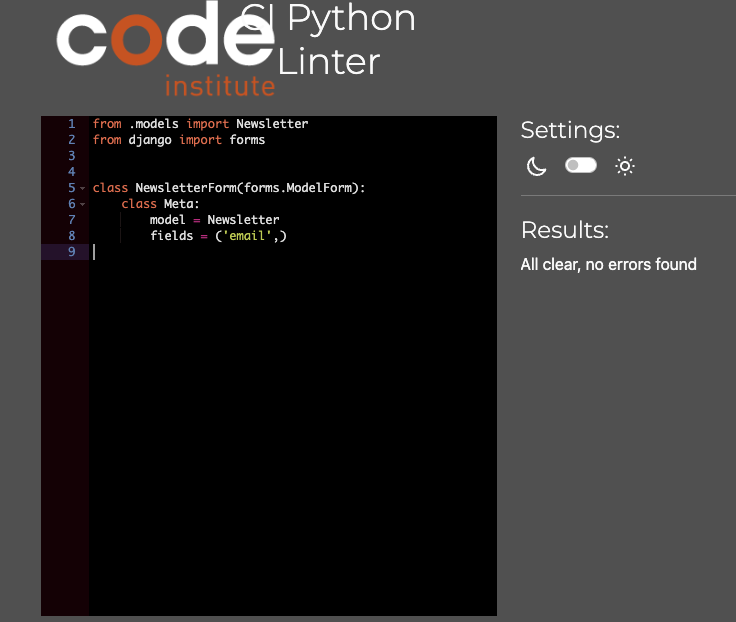 code
institute
CI Python
Linter
1 from .models import Newsletter
2 from django import forms
3
4
5 class NewsletterForm(forms.ModelForm):
6     class Meta:
7         model = Newsletter
8         fields = ('email',)
9
Settings:
Results:
All clear, no errors found